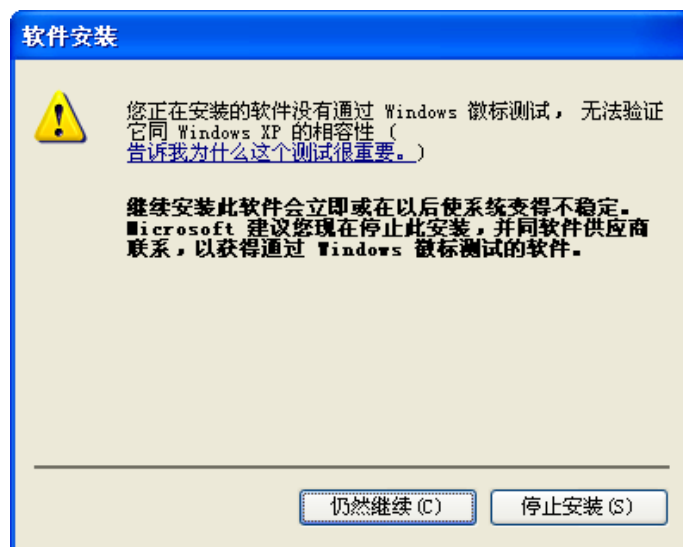 软件安装
您正在安装的软件没有通过 Windows 徽标测试， 无法验证
它同 Windows XP 的相容性 (
告诉我为什么这个测试很重要。)
继续安装此软件会立即或在以后使系统变得不稳定。
Microsoft 建议您现在停止此安装，并同软件供应商
联系，以获得通过 Windows 徽标测试的软件。
仍然继续(C)
停止安装(S)